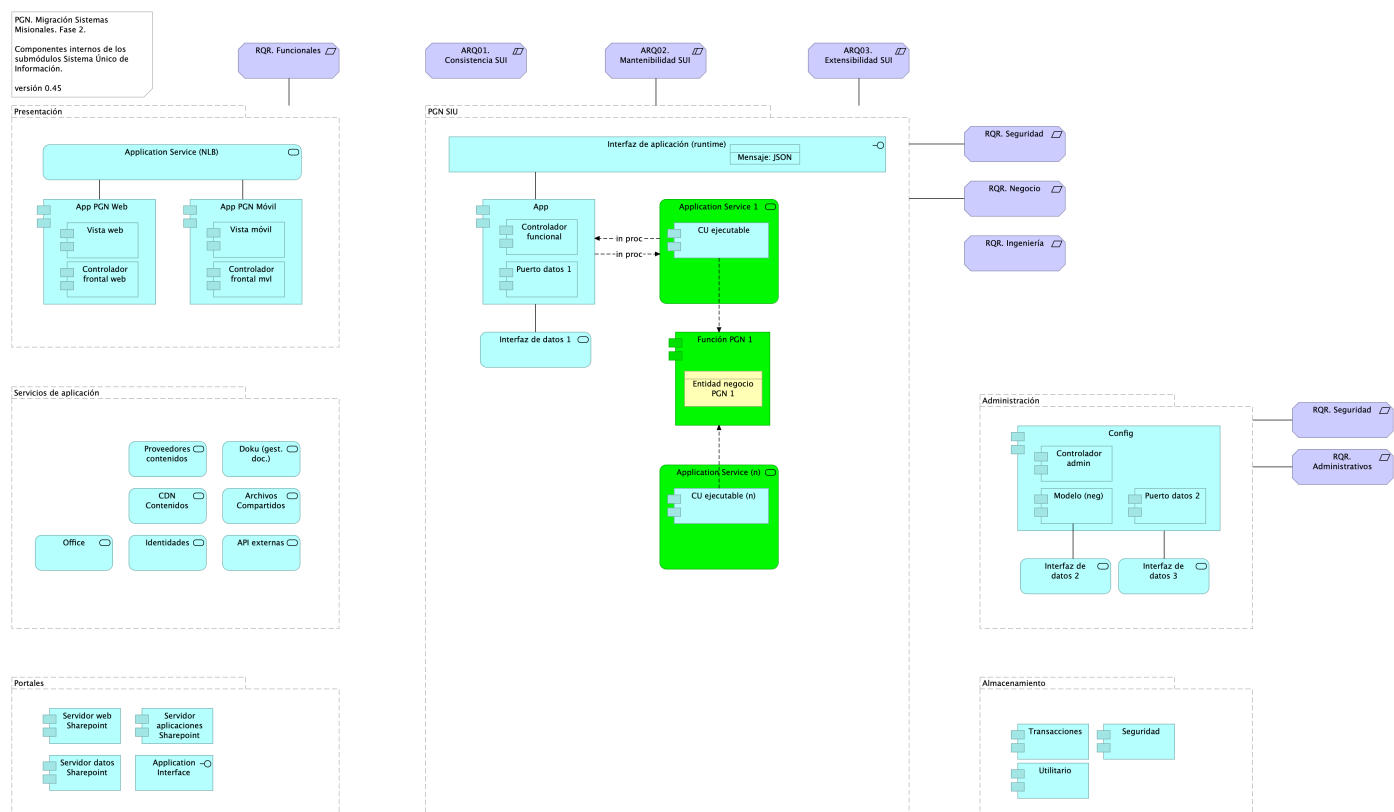 PGN. Migración Sistemas
Misionales. Fase 2.
Componentes internos de los
submódulos Sistema Único de
Información.
versión 0.45
RQR. Funcionales
ARQ01.
Consistencia SUI
ARQ02.
Mantenibilidad SUI
ARQ03.
Extensibilidad SUI
Presentación
Application Service (NLB)
App PGN Web
Vista web
Controlador
frontal web
App PGN Móvil
Vista móvil
Controlador
frontal mvl
PGN SIU
Interfaz de aplicación (runtime)
Mensaje: JSON
App
Controlador
funcional
Puerto datos 1
Interfaz de datos 1
in proc
in proc
Application Service 1
CU ejecutable
Función PGN 1
Entidad negocio
PGN 1
Application Service (n)
CU ejecutable (n)
RQR. Seguridad
RQR. Negocio
RQR. Ingeniería
Servicios de aplicación
Proveedores
contenidos
Doku (gest.
doc.)
CDN
Contenidos
Archivos
Compartidos
Office
Identidades
API externas
Administración
Config
Controlador
admin
Modelo (neg)
Puerto datos 2
Interfaz de
datos 2
Interfaz de
datos 3
RQR. Seguridad
RQR.
Administrativos
Portales
Servidor web
Sharepoint
Servidor
aplicaciones
Sharepoint
Servidor datos
Sharepoint
Application
Interface
Almacenamiento
Transacciones
Seguridad
Utilitario